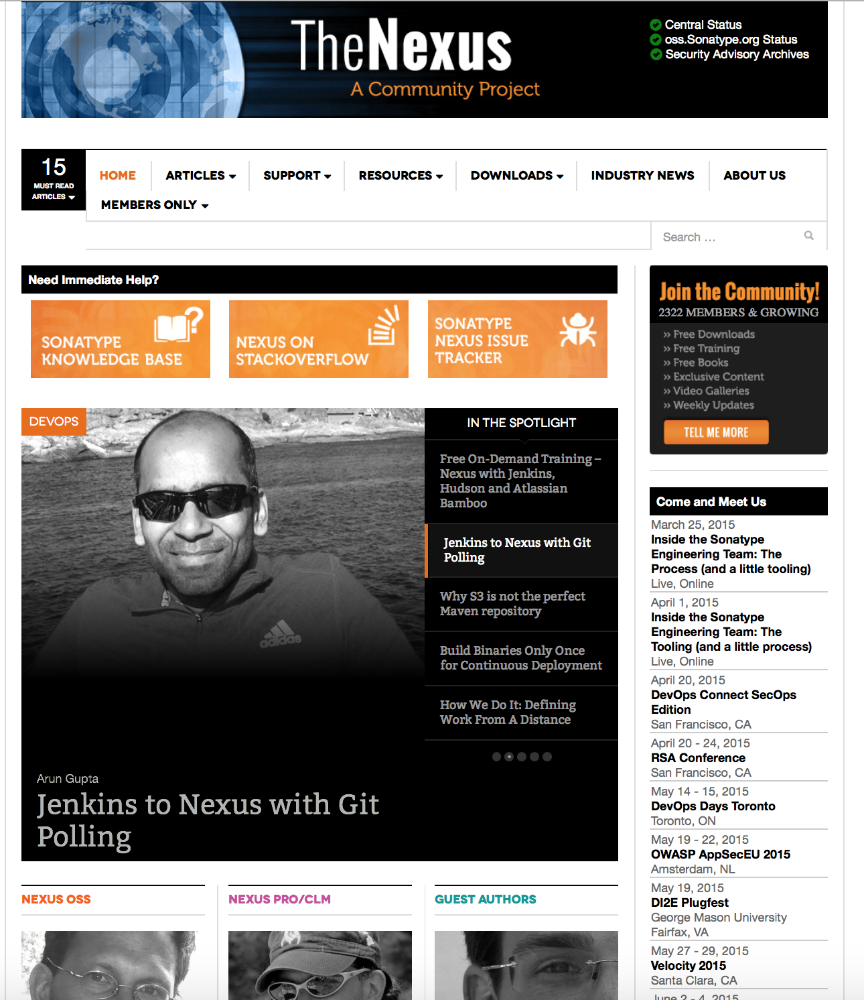 TheNexus
A Community Project
Central Status
oss.Sonatype.org Status
Security Advisory Archives
15
MUST READ
ARTICLES
HOME
ARTICLES
SUPPORT
RESOURCES
DOWNLOADS
INDUSTRY NEWS
ABOUT US
MEMBERS ONLY
Search ...
Need Immediate Help?
SONATYPE
KNOWLEDGE BASE
NEXUS ON
STACKOVERFLOW
SONATYPE
NEXUS ISSUE
TRACKER
DEVOPS
adidas
Arun Gupta
Jenkins to Nexus with Git
Polling
IN THE SPOTLIGHT
Free On-Demand Training –
Nexus with Jenkins,
Hudson and Atlassian
Bamboo
Jenkins to Nexus with Git
Polling
Why S3 is not the perfect
Maven repository
Build Binaries Only Once
for Continuous Deployment
How We Do It: Defining
Work From A Distance
NEXUS OSS
NEXUS PRO/CLM
GUEST AUTHORS
Join the Community!
2322 MEMBERS & GROWING
» Free Downloads
» Free Training
» Free Books
» Exclusive Content
» Video Galleries
» Weekly Updates
TELL ME MORE
Come and Meet Us
March 25, 2015
Inside the Sonatype
Engineering Team: The
Process (and a little tooling)
Live, Online
April 1, 2015
Inside the Sonatype
Engineering Team: The
Tooling (and a little process)
Live, Online
April 20, 2015
DevOps Connect SecOps
Edition
San Francisco, CA
April 20 - 24, 2015
RSA Conference
San Francisco, CA
May 14 - 15, 2015
DevOps Days Toronto
Toronto, ON
May 19 - 22, 2015
OWASP AppSecEU 2015
Amsterdam, NL
May 19, 2015
DI2E Plugfest
George Mason University
Fairfax, VA
May 27 - 29, 2015
Velocity 2015
Santa Clara, CA
June 2 - 4, 2015